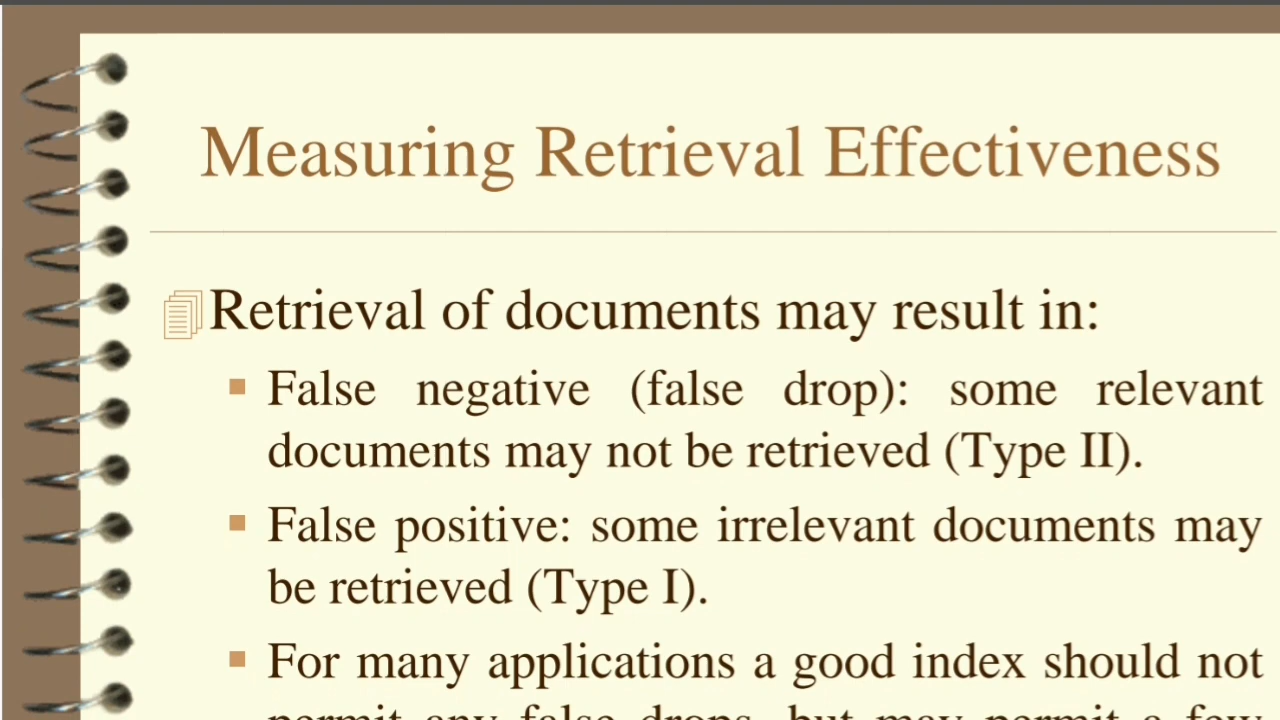 Measuring Retrieval Effectiveness
Retrieval of documents may result in:
False negative (false drop): some relevant
documents may not be retrieved (Type II).
False positive: some irrelevant documents may
be retrieved (Type I).
For many applications a good index should not
permit any false drops, but may permit a few